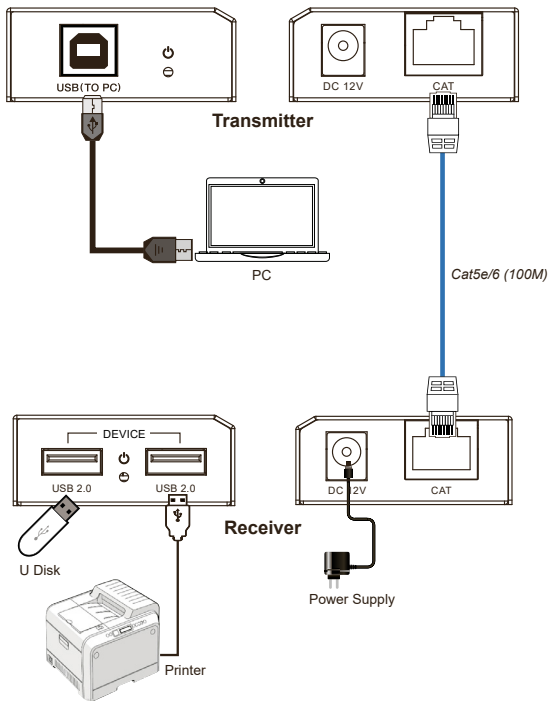 USB(TO PC)
DC 12V
CAT
Transmitter
PC
Cat5e/6 (100M)
DEVICE
USB 2.0
USB 2.0
DC 12V
CAT
Receiver
U Disk
Power Supply
Printer